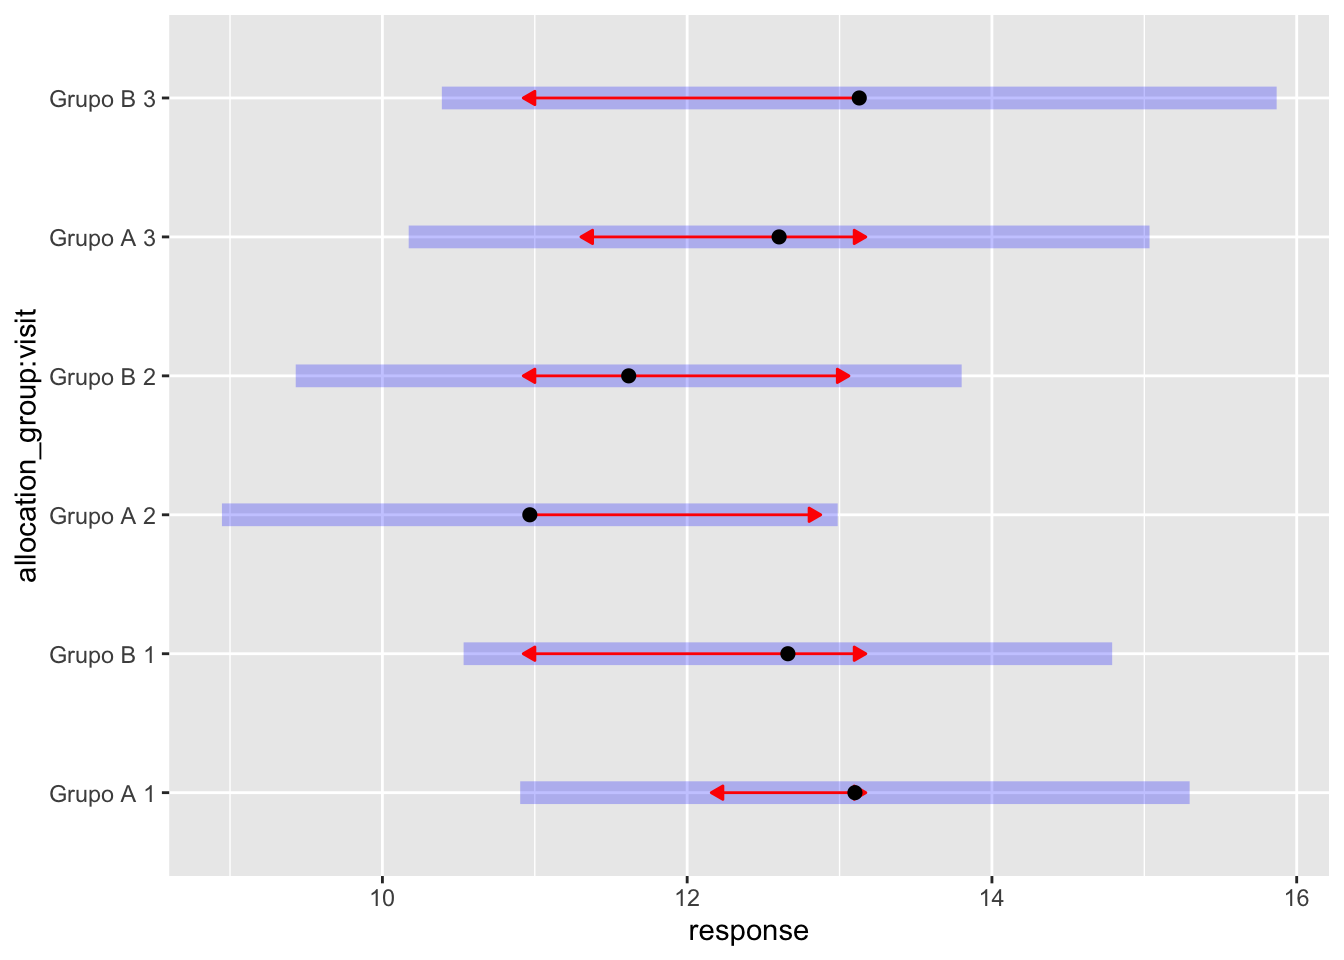 Grupo B 3
Grupo A 3
Grupo B 2
Grupo A 2
Grupo B 1
Grupo A 1
allocation_group:visit
10 12 14 16
response